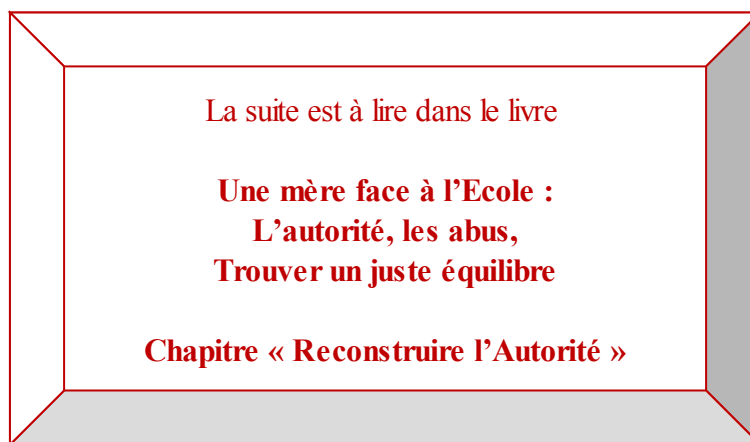 La suite est à lire dans le livre
Une mère face à l’Ecole :
L’autorité, les abus,
Trouver un juste équilibre
Chapitre « Reconstruire l’Autorité »